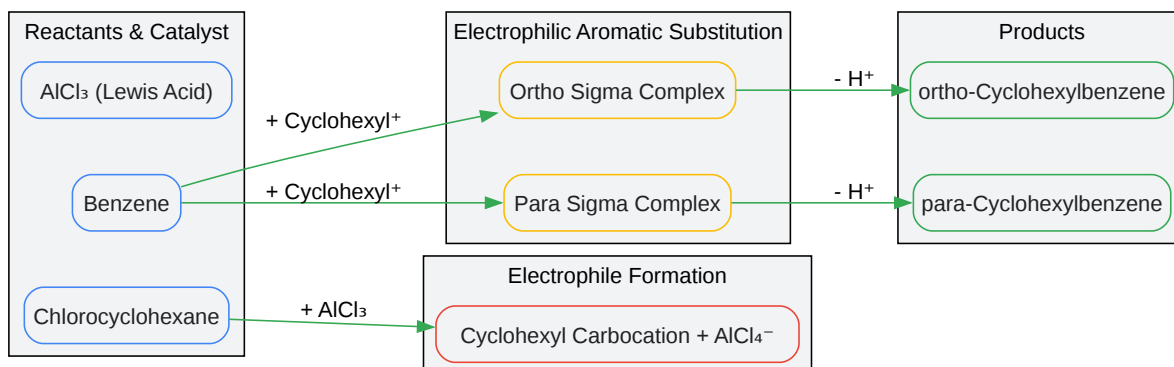 Reactants & Catalyst
AlCl₃ (Lewis Acid)
Benzene
Chlorocyclohexane
+ Cyclohexyl⁺
+ Cyclohexyl⁺
+ AlCl₃
Electrophilic Aromatic Substitution
Ortho Sigma Complex
Para Sigma Complex
Electrophile Formation
Cyclohexyl Carbocation + AlCl₄⁻
- H⁺
- H⁺
Products
ortho-Cyclohexylbenzene
para-Cyclohexylbenzene